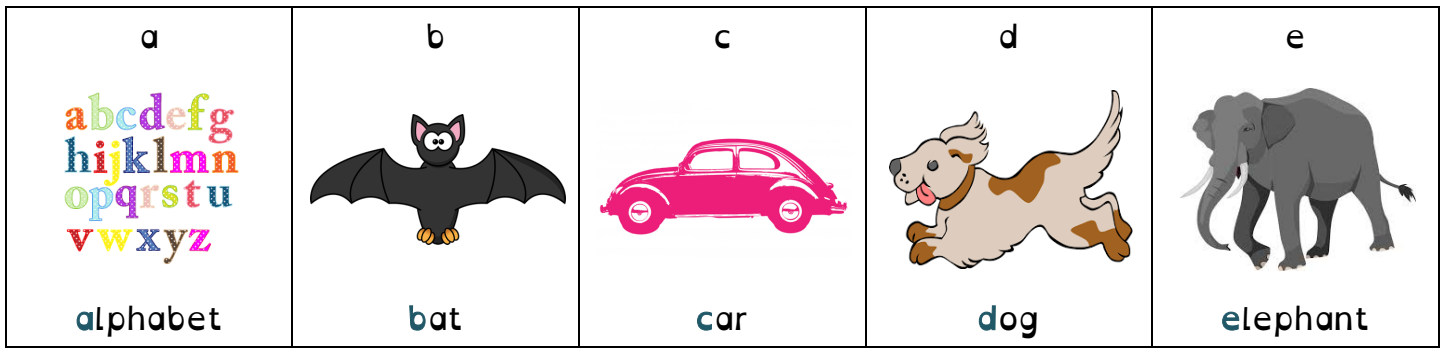 a
abcdefg
hijklmn
opqrstu
vwxyz
alphabet
b
bat
c
car
d
dog
e
elephant